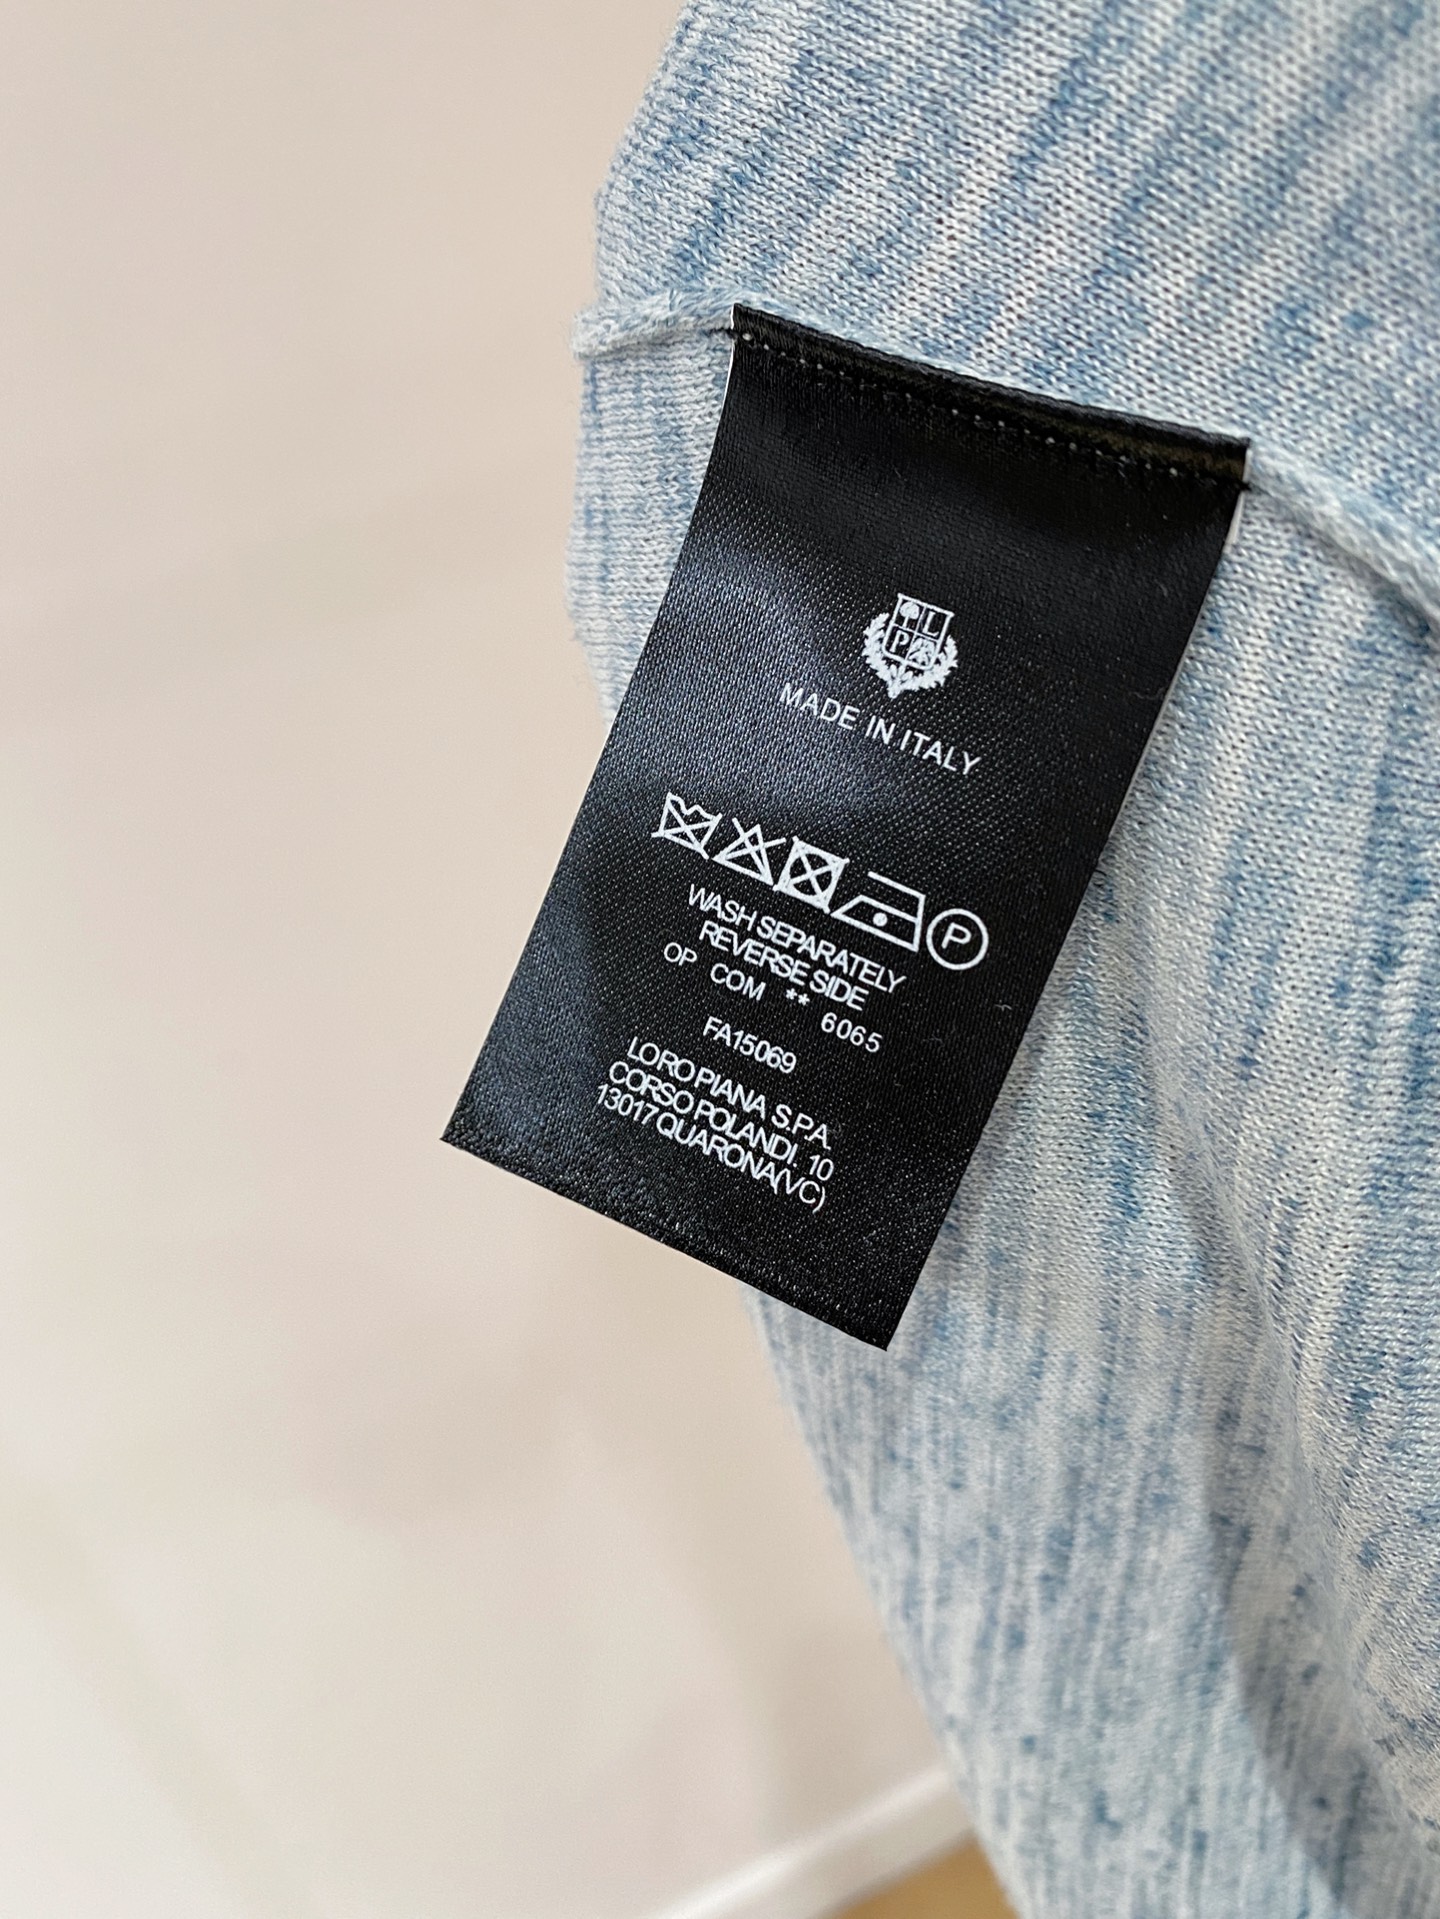 L
P
MADE IN ITALY
P
WASH SEPARATELY
REVERSE SIDE
OP COM ** 6065
FA15069
LORO PIANA S.P.A.
CORSO POLANDI, 10
13017 QUARONA(VC)